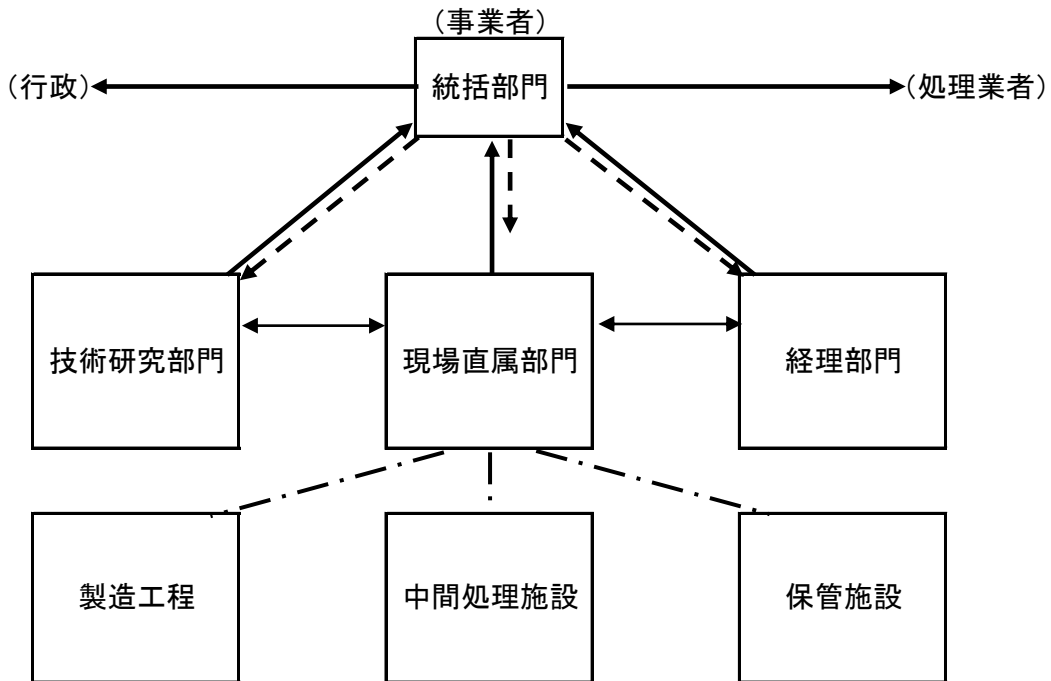 (事業者)
(行政)
統括部門
(処理業者)
技術研究部門
現場直属部門
経理部門
製造工程
中間処理施設
保管施設